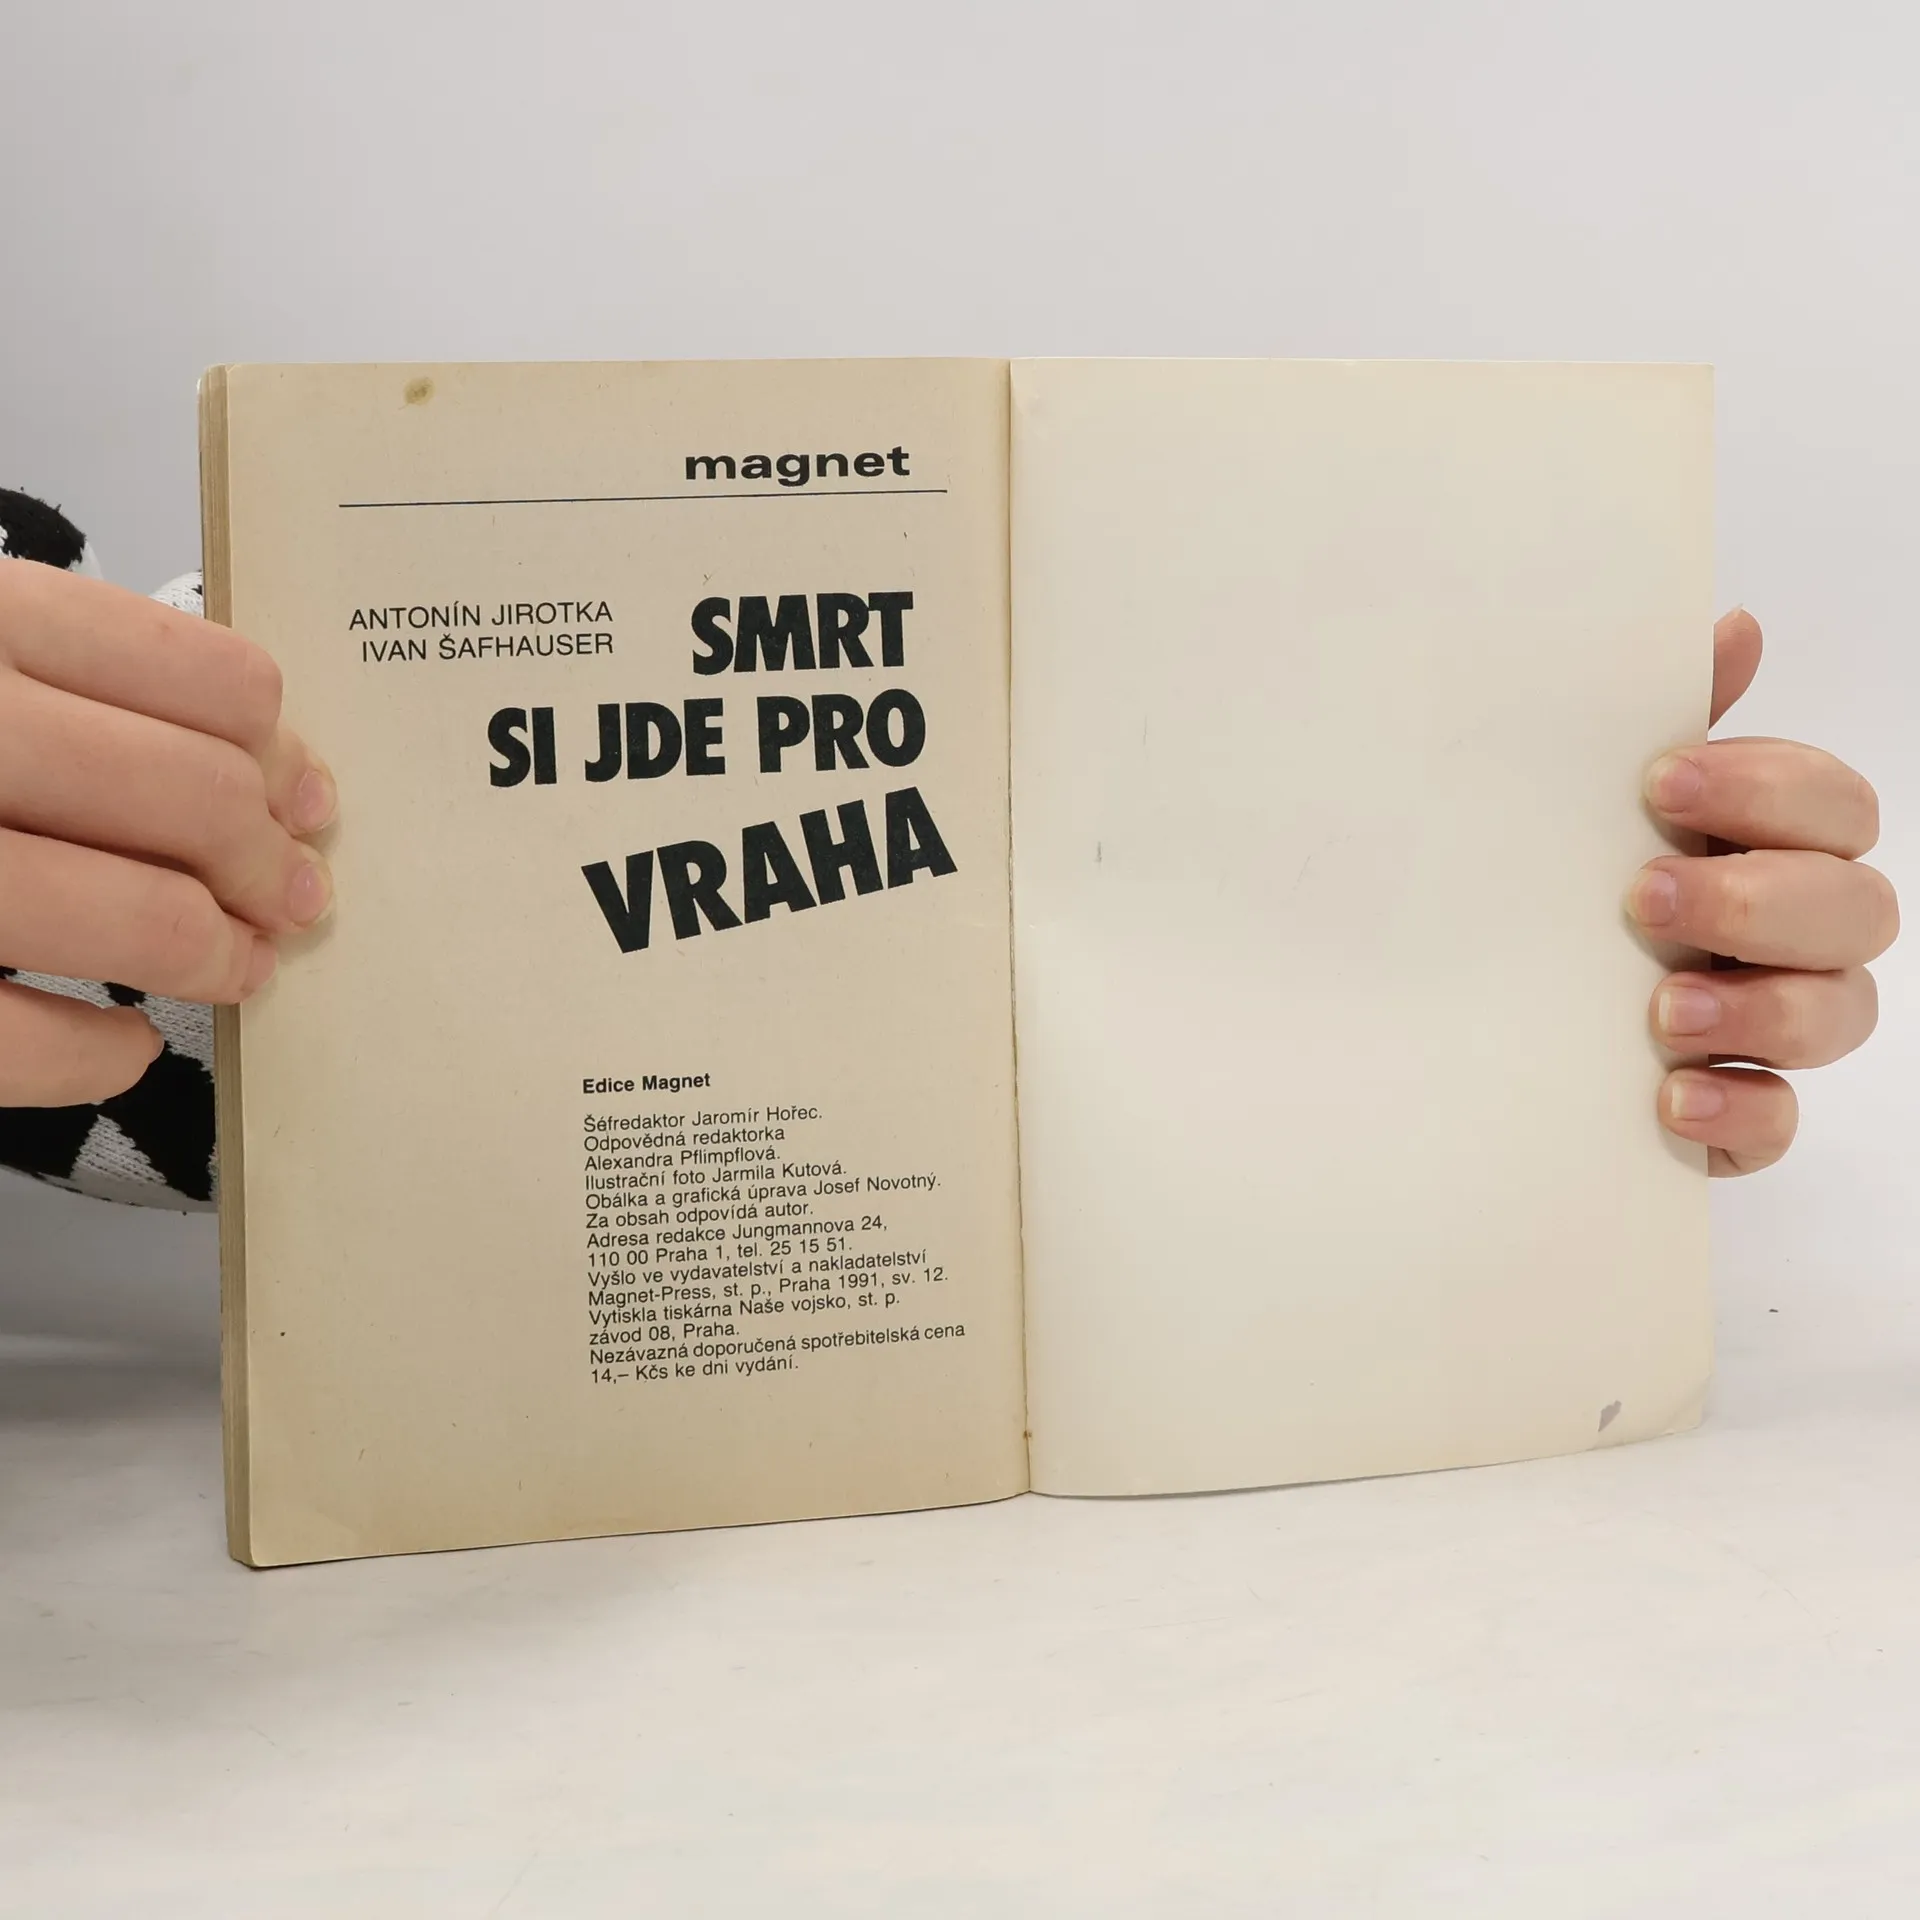 magnet
ANTONÍN JIROTKA
IVAN ŠAFHAUSER
SMRT
SI JDE PRO
VRAHA
Edice Magnet
Šéfredaktor Jaromír Hořec.
Odpovědná redaktorka
Alexandra Pflimpflová.
Ilustrační foto Jarmila Kutová.
Obálka a grafická úprava Josef Novotný.
Za obsah odpovídá autor.
Adresa redakce Jungmannova 24,
110 00 Praha 1, tel. 25 15 51.
Vyšlo ve vydavatelství a nakladatelství
Magnet-Press, st. p., Praha 1991, sv. 12.
Vytiskla tiskárna Naše vojsko, st. p.
závod 08, Praha.
Nezávazná doporučená spotřebitelská cena
14,– Kčs ke dni vydání.